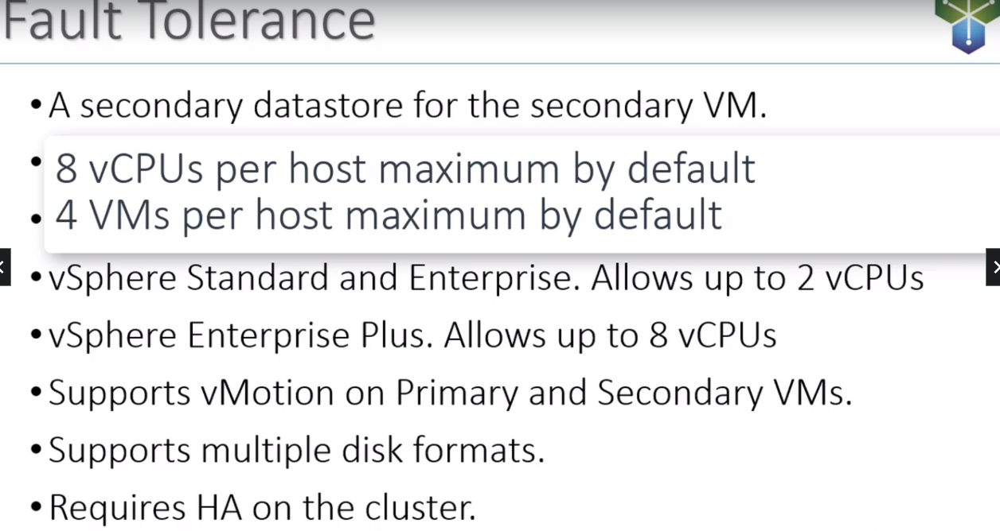 Fault Tolerance
• A secondary datastore for the secondary VM.
• 8 vCPUs per host maximum by default
• 4 VMs per host maximum by default
• vSphere Standard and Enterprise. Allows up to 2 vCPUs
• vSphere Enterprise Plus. Allows up to 8 vCPUs
• Supports vMotion on Primary and Secondary VMs.
• Supports multiple disk formats.
• Requires HA on the cluster.